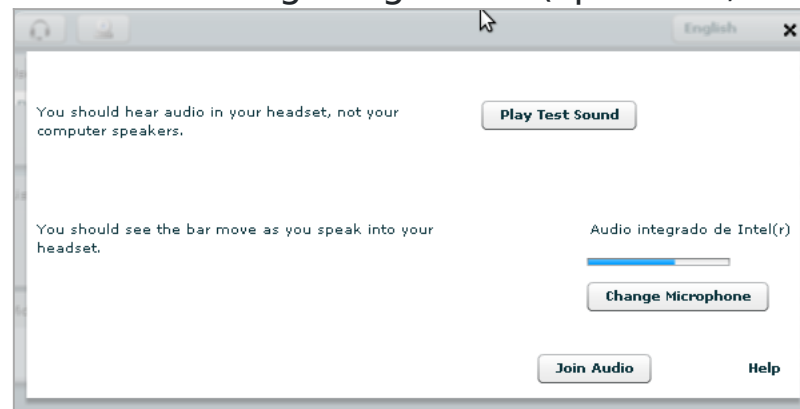 English
You should hear audio in your headset, not your
computer speakers.
Play Test Sound
You should see the bar move as you speak into your
headset.
Audio integrado de Intel(r)
Change Microphone
Join Audio
Help